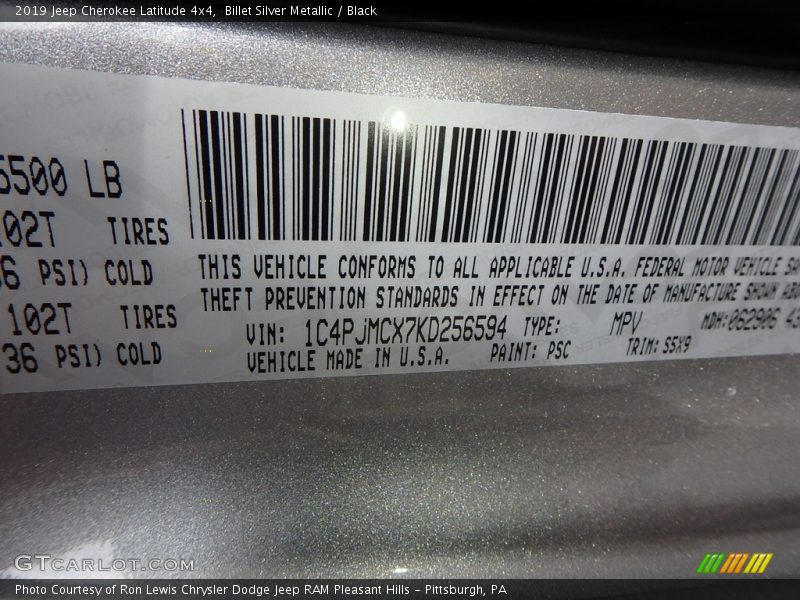 2019 Jeep Cherokee Latitude 4x4, Billet Silver Metallic / Black
5500 LB
102T TIRES
36 PSI) COLD
102T TIRES
36 PSI) COLD
THIS VEHICLE CONFORMS TO ALL APPLICABLE U.S.A. FEDERAL MOTOR VEHICLE SA
THEFT PREVENTION STANDARDS IN EFFECT ON THE DATE OF MANUFACTURE SHOWN ABO
VIN: 1C4PJMCX7KD256594 TYPE: MPV MDH: 062906 43
VEHICLE MADE IN U.S.A. PAINT: PSC TRIM: S5X9
GTCARLOT.COM
Photo Courtesy of Ron Lewis Chrysler Dodge Jeep RAM Pleasant Hills - Pittsburgh, PA